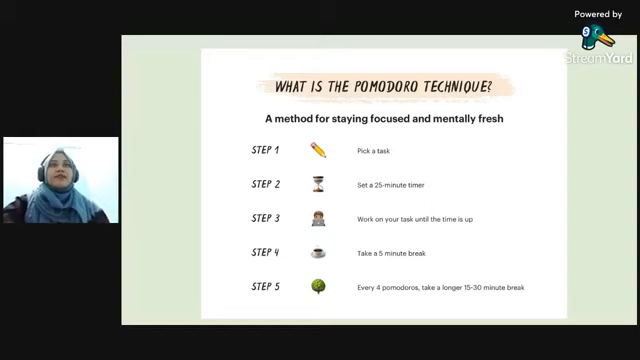 Powered by
StreamYard
WHAT IS THE POMODORO TECHNIQUE?
A method for staying focused and mentally fresh
STEP 1 Pick a task
STEP 2 Set a 25-minute timer
STEP 3 Work on your task until the time is up
STEP 4 Take a 5 minute break
STEP 5 Every 4 pomodoros, take a longer 15-30 minute break